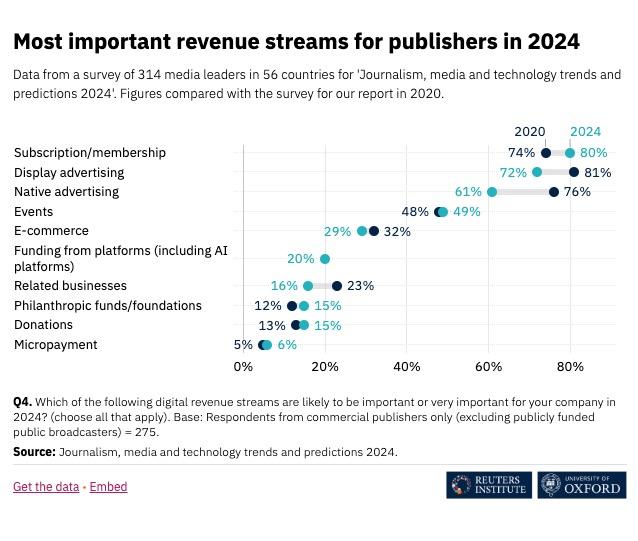 Most important revenue streams for publishers in 2024
Data from a survey of 314 media leaders in 56 countries for 'Journalism, media and technology trends and
predictions 2024'. Figures compared with the survey for our report in 2020.
2020 2024
Subscription/membership 74% 80%
Display advertising 72% 81%
Native advertising 61% 76%
Events 48% 49%
E-commerce 29% 32%
Funding from platforms (including AI
platforms) 20%
Related businesses 16% 23%
Philanthropic funds/foundations 12% 15%
Donations 13% 15%
Micropayment 5% 6%
0% 20% 40% 60% 80%
Q4. Which of the following digital revenue streams are likely to be important or very important for your company in
2024? (choose all that apply). Base: Respondents from commercial publishers only (excluding publicly funded
public broadcasters) = 275.
Source: Journalism, media and technology trends and predictions 2024.
Get the data • Embed
REUTERS
INSTITUTE
UNIVERSITY OF
OXFORD